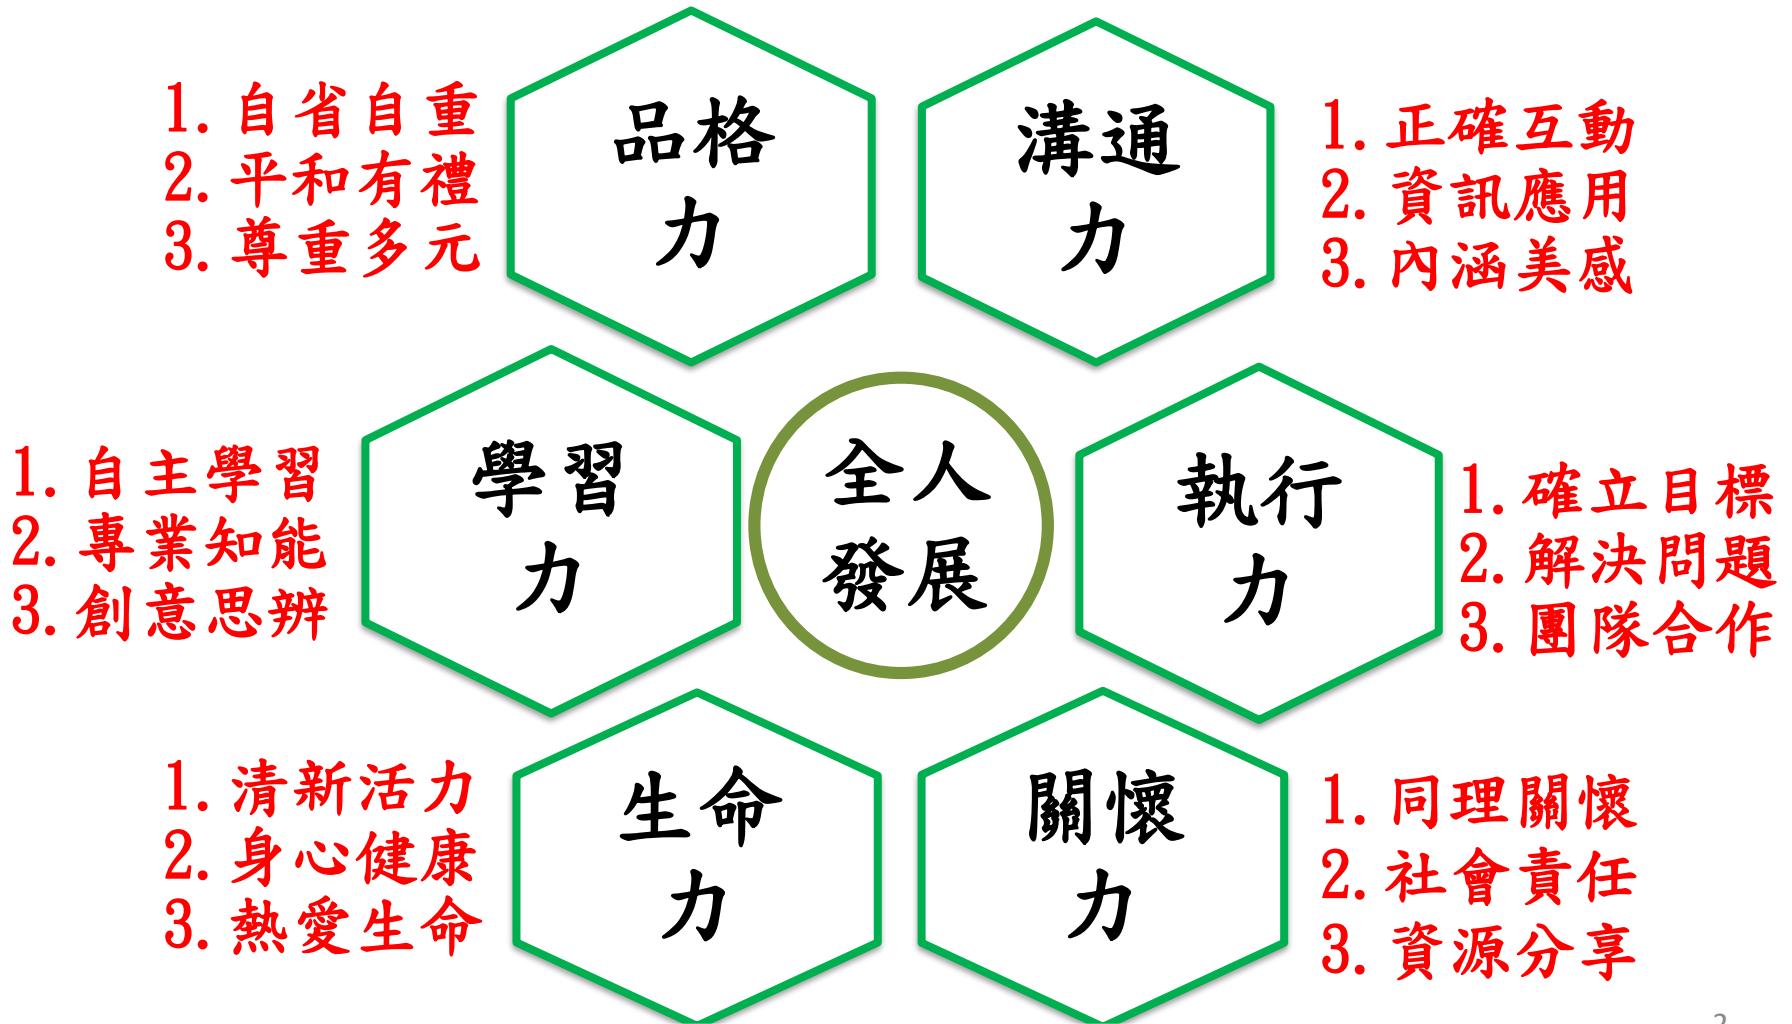 1.自省自重
2.平和有禮
3.尊重多元
品格
力
溝通
力
1.正確互動
2.資訊應用
3.內涵美感
1.自主學習
2.專業知能
3.創意思辨
學習
力
全人
發展
執行
力
1.確立目標
2.解決問題
3.團隊合作
1.清新活力
2.身心健康
3.熱愛生命
生命
力
關懷
力
1.同理關懷
2.社會責任
3.資源分享
2